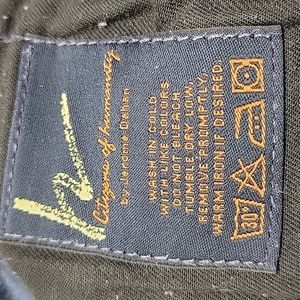 Citizens of humanity
by Jerome Dahan
WASH IN COLD
WITH LIKE COLORS
DO NOT BLEACH
TUMBLE DRY LOW,
REMOVE PROMPTLY,
WARM IRON IF DESIRED.
30°